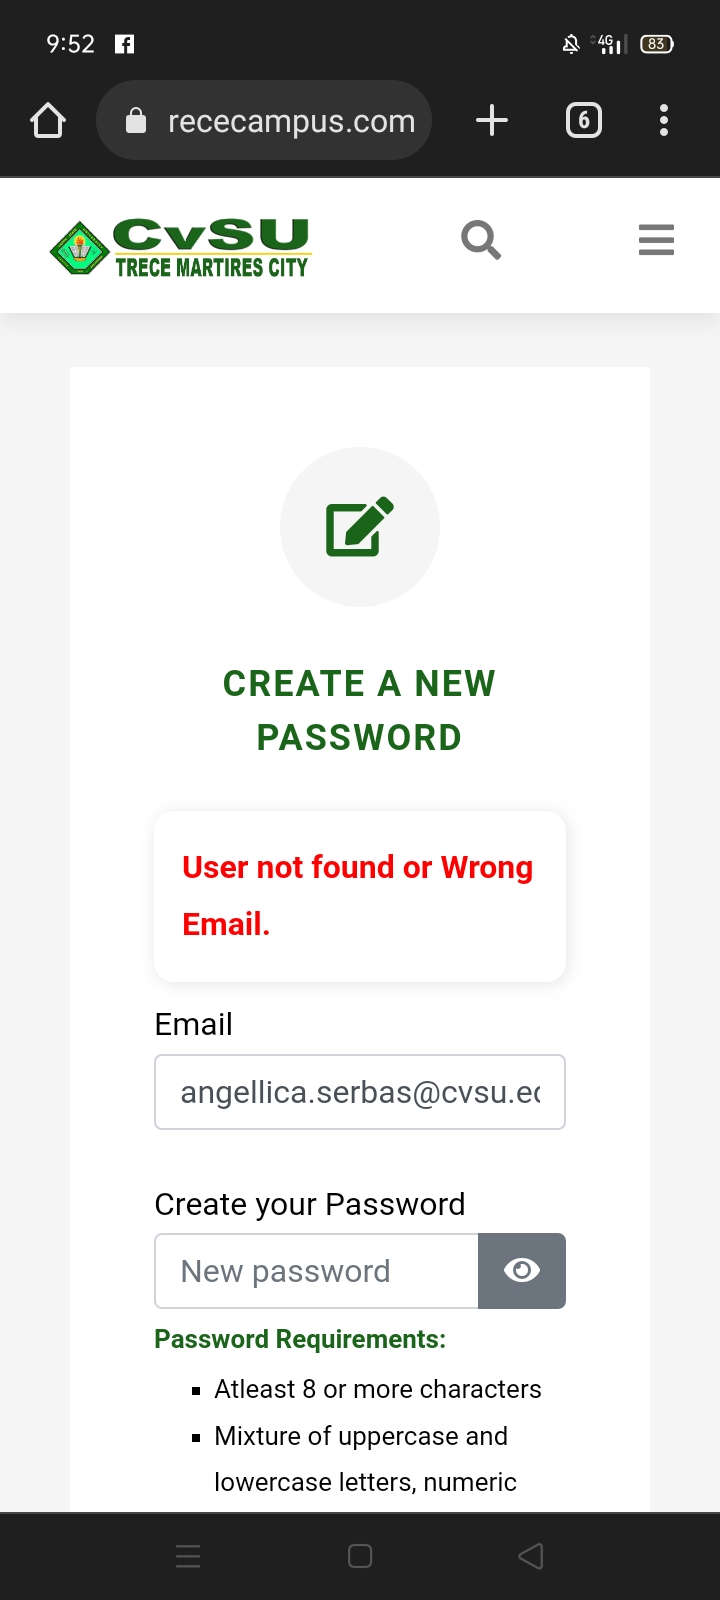 9:52
4G
83
rececampus.com
6
CvSU
TRECE MARTIRES CITY
CREATE A NEW
PASSWORD
User not found or Wrong
Email.
Email
angellica.serbas@cvsu.ec
Create your Password
New password
Password Requirements:
▪ Atleast 8 or more characters
▪ Mixture of uppercase and
lowercase letters, numeric